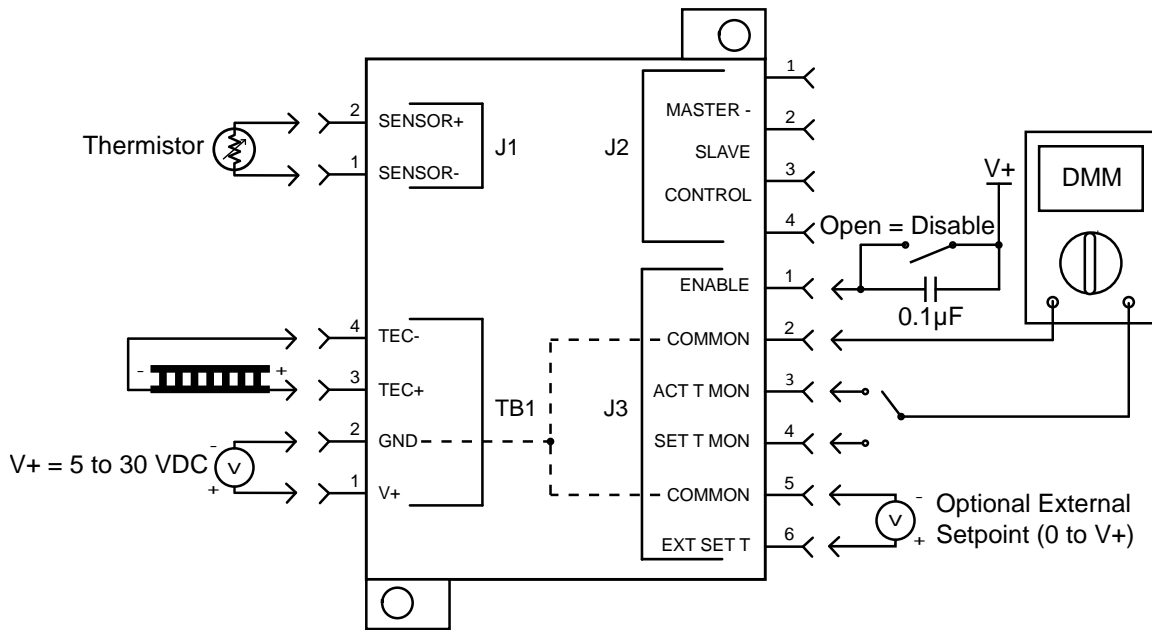 Thermistor
2
SENSOR+
1
SENSOR-
J1
J2
MASTER -
SLAVE
CONTROL
1
2
3
4
V+
DMM
Open = Disable
0.1µF
4
TEC-
3
TEC+
- +
2
GND
1
V+
TB1
V+ = 5 to 30 VDC
-
V
+
J3
ENABLE
1
COMMON
2
ACT T MON
3
SET T MON
4
COMMON
5
EXT SET T
6
-
V
+
Optional External
Setpoint (0 to V+)